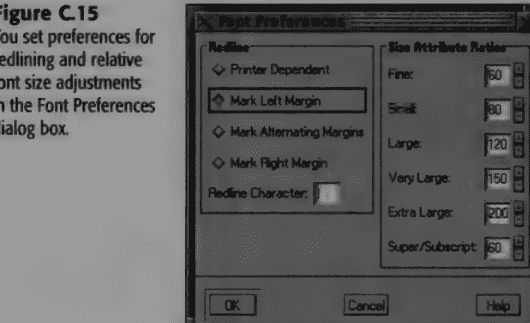 Figure C.15
You set preferences for
redlining and relative
font size adjustments
in the Font Preferences
dialog box.
Font Preferences
Redline
Printer Dependent
Mark Left Margin
Mark Alternating Margins
Mark Right Margin
Redline Character:
Size Attribute Ratios
Fine: 60
Small: 80
Large: 120
Very Large: 150
Extra Large: 200
Super/Subscript: 60
OK Cancel Help